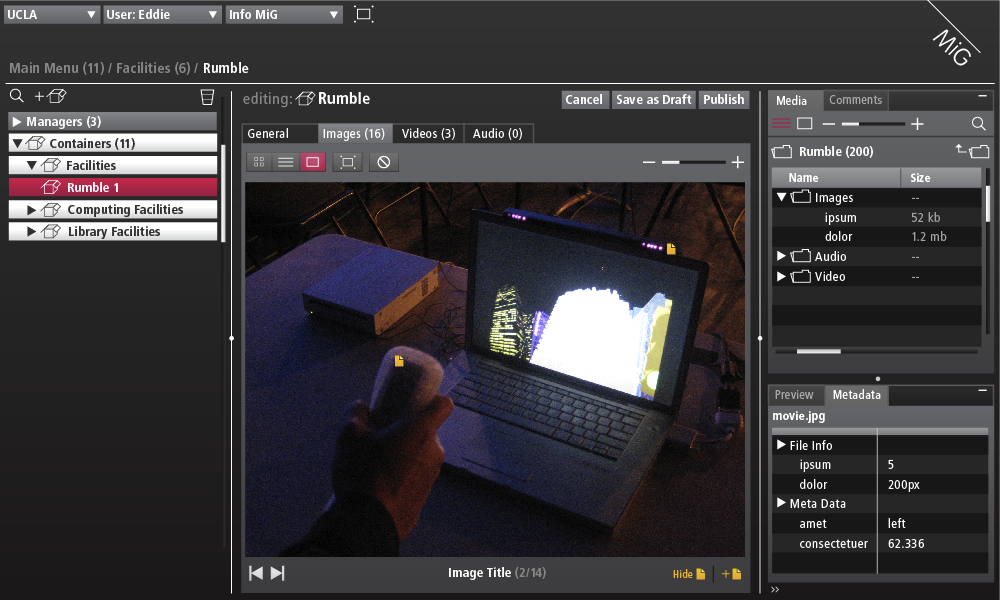 UCLA
User: Eddie
Info MiG
MiG
Main Menu (11) / Facilities (6) / Rumble
Managers (3)
Containers (11)
Facilities
Rumble 1
Computing Facilities
Library Facilities
editing: Rumble
Cancel
Save as Draft
Publish
General
Images (16)
Videos (3)
Audio (0)
Image Title (2/14)
Hide
Media
Comments
Rumble (200)
Name Size
Images --
ipsum 52 kb
dolor 1.2 mb
Audio --
Video --
Preview
Metadata
movie.jpg
File Info
ipsum 5
dolor 200px
Meta Data
amet left
consectetuer 62.336